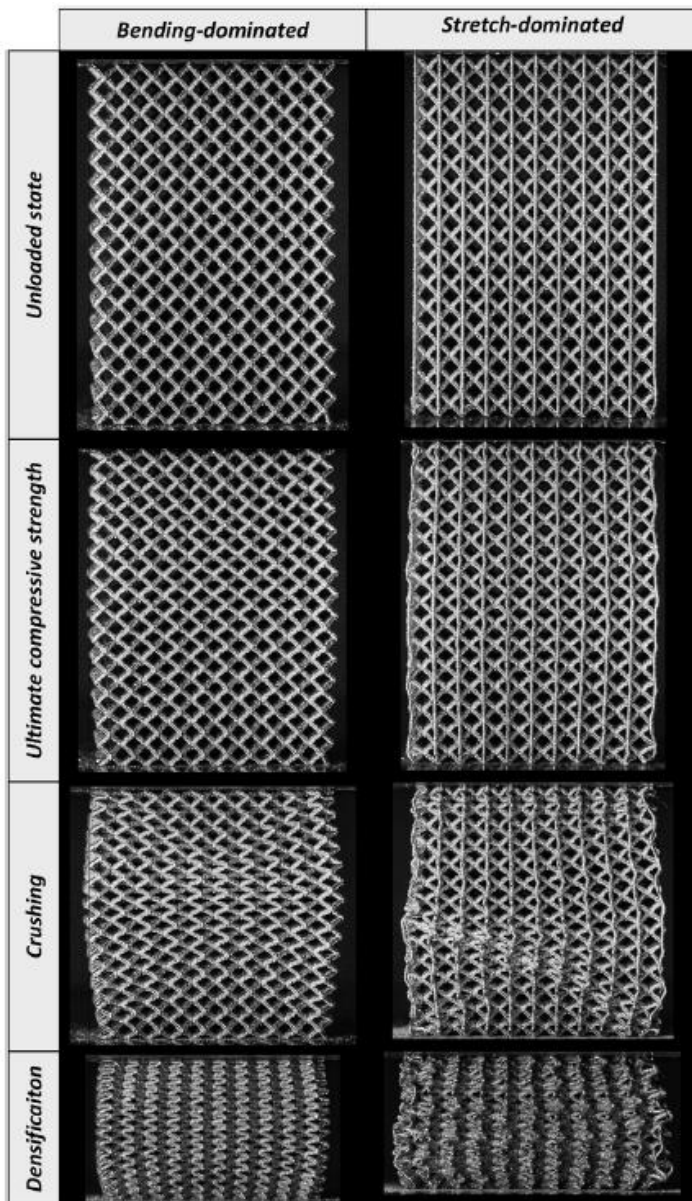 Bending-dominated
Stretch-dominated
Unloaded state
Ultimate compressive strength
Crushing
Densificaiton